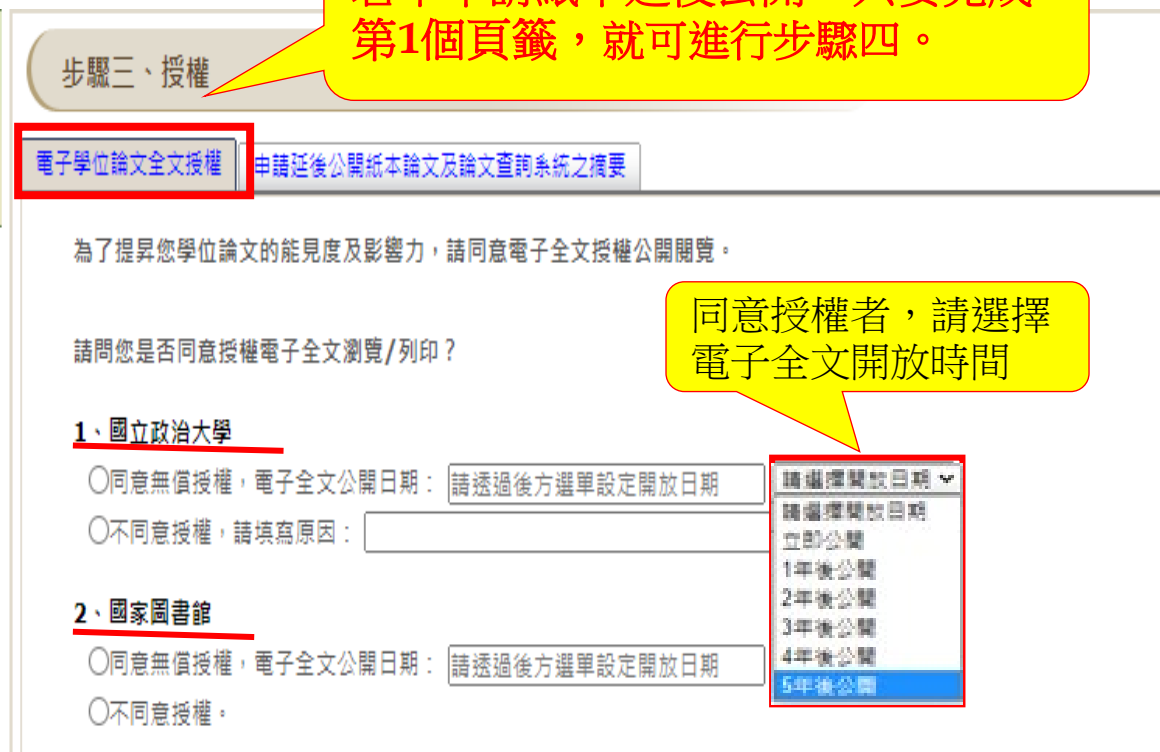 第1個頁籤,就可進行步驟四。
步驟三、授權
電子學位論文全文授權
申請延後公開紙本論文及論文查詢系統之摘要
為了提昇您學位論文的能見度及影響力,請同意電子全文授權公開閱覽。
同意授權者,請選擇
電子全文開放時間
請問您是否同意授權電子全文瀏覽/列印?
1、國立政治大學
○同意無償授權,電子全文公開日期: 請透過後方選單設定開放日期 請選擇開放日期
○不同意授權,請填寫原因:
請選擇開放日期
立即公開
1年後公開
2年後公開
3年後公開
4年後公開
5年後公開
2、國家圖書館
○同意無償授權,電子全文公開日期: 請透過後方選單設定開放日期
○不同意授權。